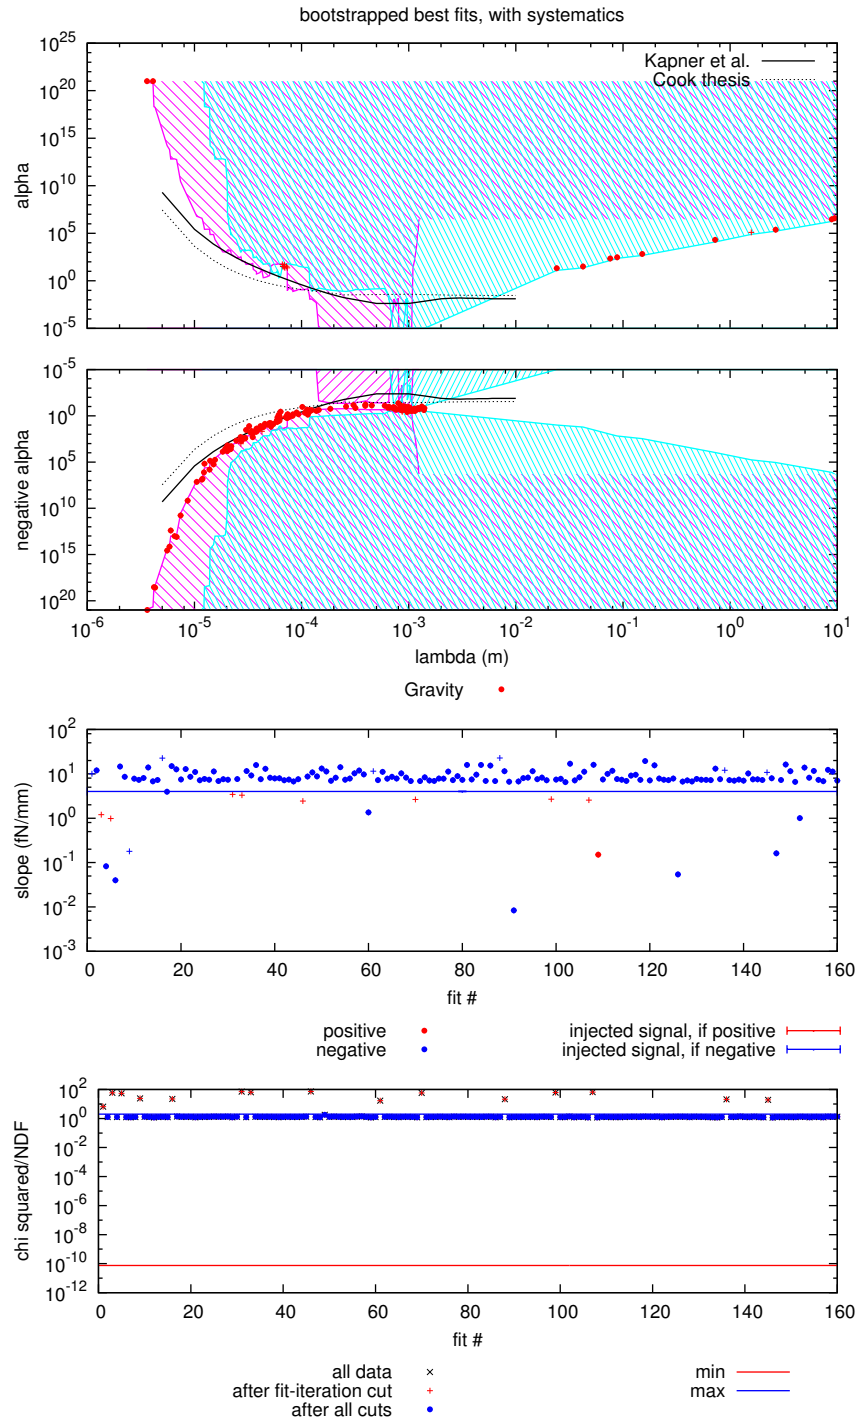 bootstrapped best fits, with systematics
10^25
10^20
10^15
10^10
10^5
10^0
10^-5
alpha
Kapner et al.
Cook thesis
10^-5
10^0
10^5
10^10
10^15
10^20
negative alpha
10^-6 10^-5 10^-4 10^-3 10^-2 10^-1 10^0 10^1
lambda (m)
Gravity
10^2
10^1
10^0
10^-1
10^-2
10^-3
slope (fN/mm)
0 20 40 60 80 100 120 140 160
fit #
positive injected signal, if positive
negative injected signal, if negative
10^2
10^0
10^-2
10^-4
10^-6
10^-8
10^-10
10^-12
chi squared/NDF
0 20 40 60 80 100 120 140 160
fit #
all data min
after fit-iteration cut max
after all cuts